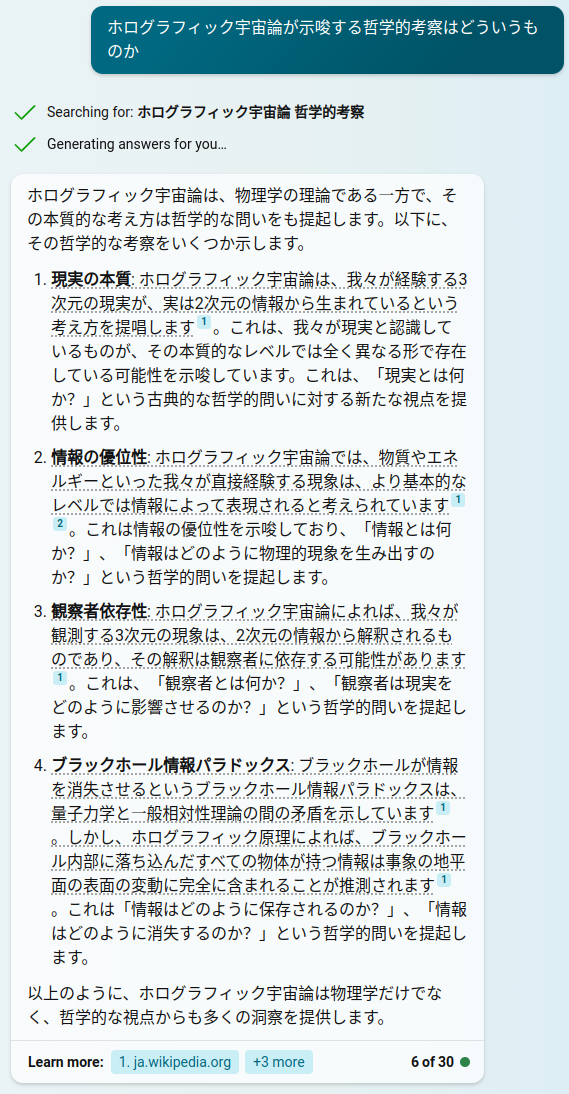 ホログラフィック宇宙論が示唆する哲学的考察はどういうも
のか
Searching for: ホログラフィック宇宙論 哲学的考察
Generating answers for you…
ホログラフィック宇宙論は、物理学の理論である一方で、そ
の本質的な考え方は哲学的な問いをも提起します。以下に、
その哲学的な考察をいくつか示します。
1. 現実の本質: ホログラフィック宇宙論は、我々が経験する3
次元の現実が、実は2次元の情報から生まれているという
考え方を提唱します 1 。これは、我々が現実と認識して
いるものが、その本質的なレベルでは全く異なる形で存在
している可能性を示唆しています。これは、「現実とは何
か？」という古典的な哲学的問いに対する新たな視点を提
供します。
2. 情報の優位性: ホログラフィック宇宙論では、物質やエネ
ルギーといった我々が直接経験する現象は、より基本的な
レベルでは情報によって表現されると考えられています 1
2 。これは情報の優位性を示唆しており、「情報とは何
か？」、「情報はどのように物理的現象を生み出すの
か？」という哲学的問いを提起します。
3. 観察者依存性: ホログラフィック宇宙論によれば、我々が
観測する3次元の現象は、2次元の情報から解釈されるも
のであり、その解釈は観察者に依存する可能性があります
1 。これは、「観察者とは何か？」、「観察者は現実を
どのように影響させるのか？」という哲学的問いを提起し
ます。
4. ブラックホール情報パラドックス: ブラックホールが情報
を消失させるというブラックホール情報パラドックスは、
量子力学と一般相対性理論の間の矛盾を示しています 1
。しかし、ホログラフィック原理によれば、ブラックホー
ル内部に落ち込んだすべての物体が持つ情報は事象の地平
面の表面の変動に完全に含まれることが推測されます 1
。これは「情報はどのように保存されるのか？」、「情報
はどのように消失するのか？」という哲学的問いを提起し
ます。
以上のように、ホログラフィック宇宙論は物理学だけでな
く、哲学的な視点からも多くの洞察を提供します。
Learn more: 1. ja.wikipedia.org +3 more 6 of 30